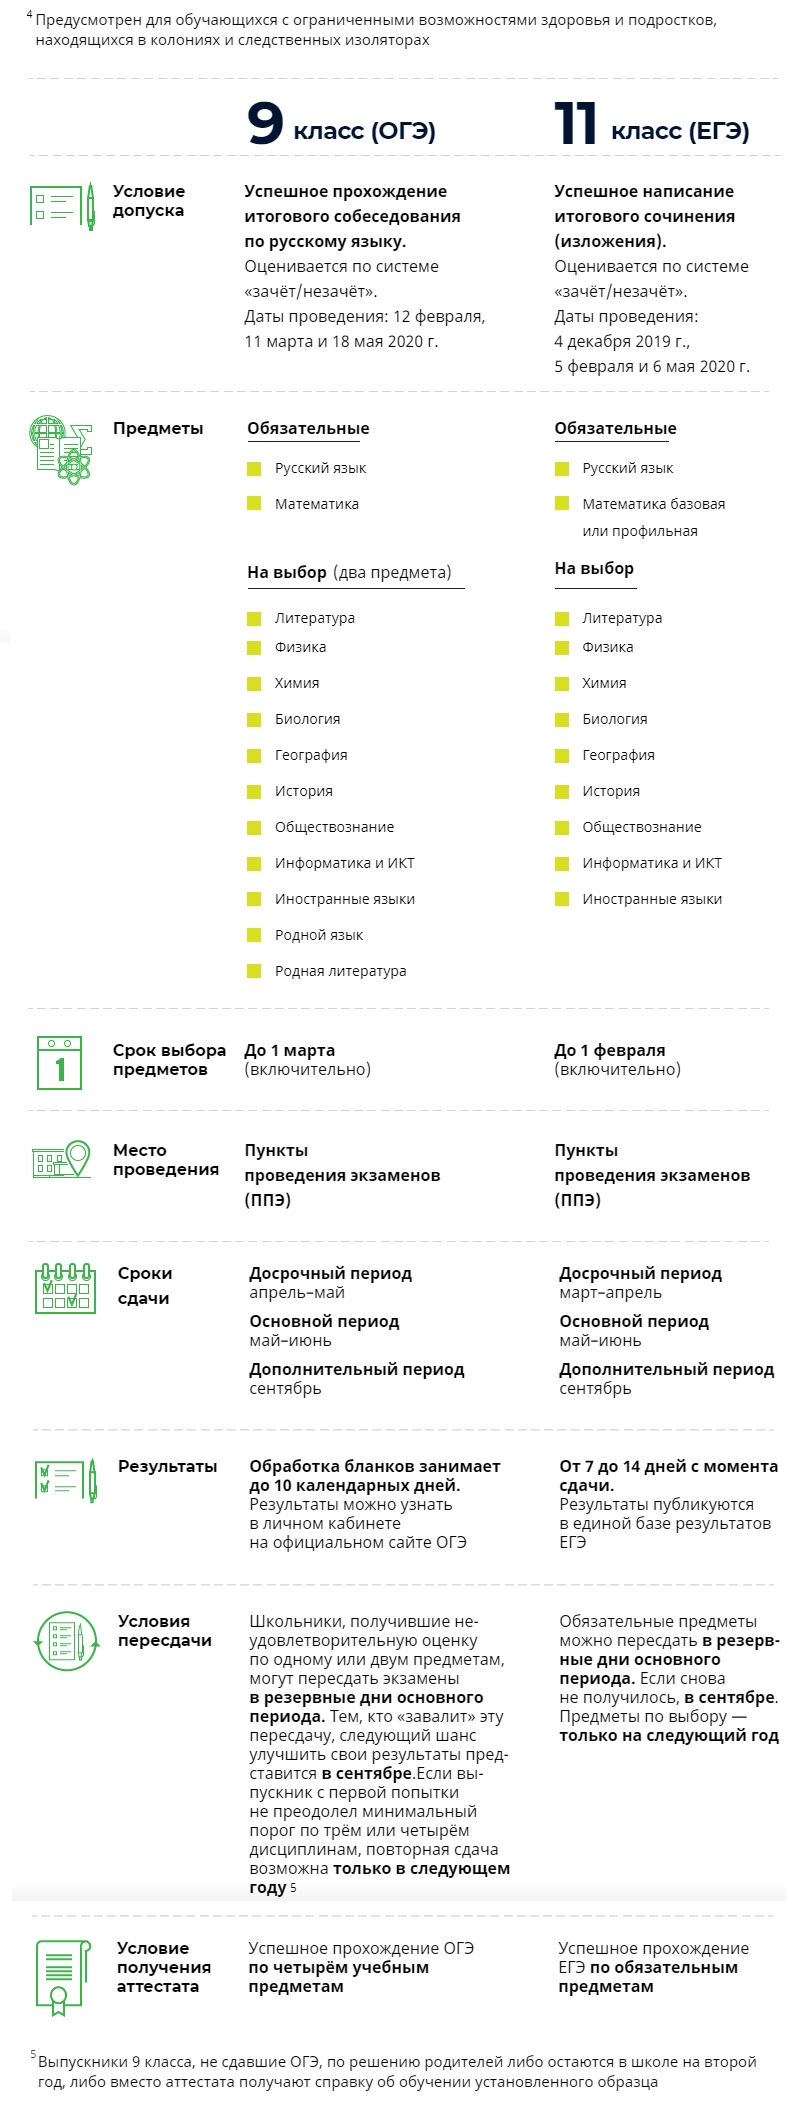 4 Предусмотрен для обучающихся с ограниченными возможностями здоровья и подростков,
находящихся в колониях и следственных изоляторах
9 класс (ОГЭ)
11 класс (ЕГЭ)
Условие
допуска
Успешное прохождение
итогового собеседования
по русскому языку.
Оценивается по системе
«зачёт/незачёт».
Даты проведения: 12 февраля,
11 марта и 18 мая 2020 г.
Успешное написание
итогового сочинения
(изложения).
Оценивается по системе
«зачёт/незачёт».
Даты проведения:
4 декабря 2019 г.,
5 февраля и 6 мая 2020 г.
Предметы
Обязательные
Русский язык
Математика
На выбор (два предмета)
Литература
Физика
Химия
Биология
География
История
Обществознание
Информатика и ИКТ
Иностранные языки
Родной язык
Родная литература
Обязательные
Русский язык
Математика базовая
или профильная
На выбор
Литература
Физика
Химия
Биология
География
История
Обществознание
Информатика и ИКТ
Иностранные языки
1
Срок выбора
предметов
До 1 марта
(включительно)
До 1 февраля
(включительно)
Место
проведения
Пункты
проведения экзаменов
(ППЭ)
Пункты
проведения экзаменов
(ППЭ)
Сроки
сдачи
Досрочный период
апрель–май
Основной период
май–июнь
Дополнительный период
сентябрь
Досрочный период
март–апрель
Основной период
май–июнь
Дополнительный период
сентябрь
Результаты
Обработка бланков занимает
до 10 календарных дней.
Результаты можно узнать
в личном кабинете
на официальном сайте ОГЭ
От 7 до 14 дней с момента
сдачи.
Результаты публикуются
в единой базе результатов
ЕГЭ
Условия
пересдачи
Школьники, получившие не-
удовлетворительную оценку
по одному или двум предметам,
могут пересдать экзамены
в резервные дни основного
периода. Тем, кто «завалит» эту
пересдачу, следующий шанс
улучшить свои результаты пред-
ставится в сентябре.Если вы-
пускник с первой попытки
не преодолел минимальный
порог по трём или четырём
дисциплинам, повторная сдача
возможна только в следующем
году 5
Обязательные предметы
можно пересдать в резерв-
ные дни основного
периода. Если снова
не получилось, в сентябре.
Предметы по выбору —
только на следующий год
Условие
получения
аттестата
Успешное прохождение ОГЭ
по четырём учебным
предметам
Успешное прохождение
ЕГЭ по обязательным
предметам
5 Выпускники 9 класса, не сдавшие ОГЭ, по решению родителей либо остаются в школе на второй
год, либо вместо аттестата получают справку об обучении установленного образца